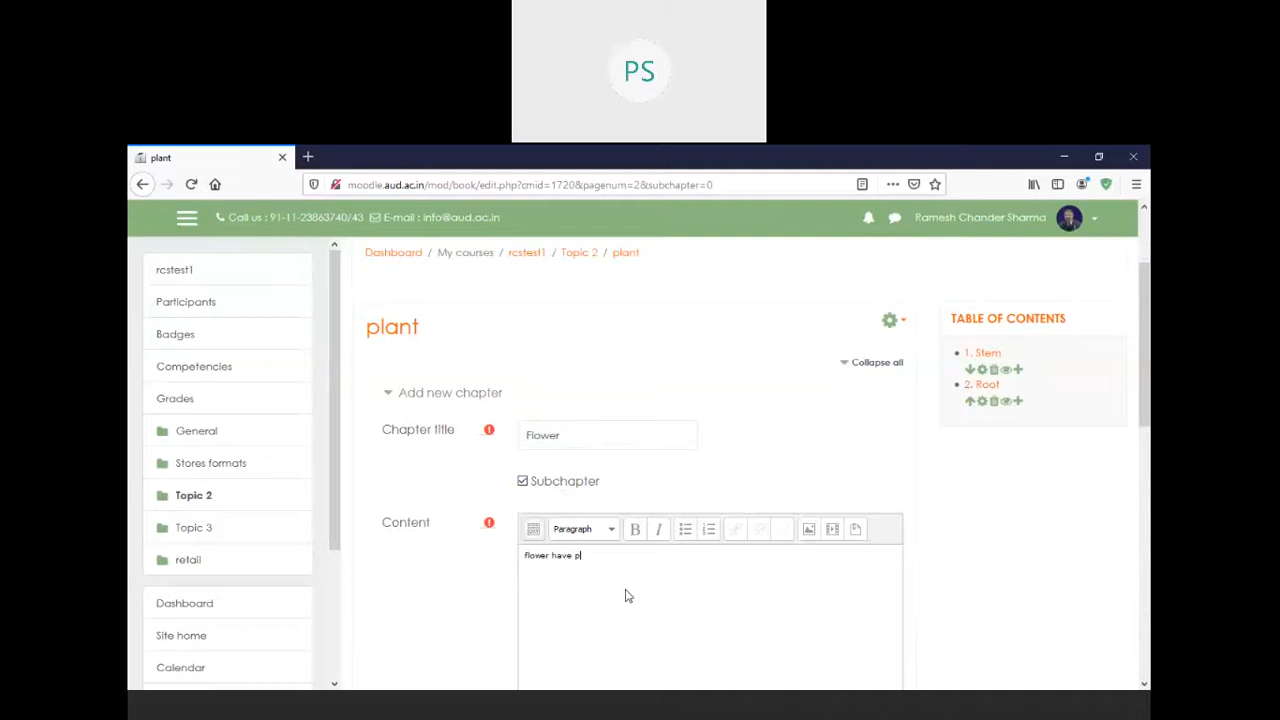 PS
plant
moodle.aud.ac.in/mod/book/edit.php?cmid=1720&pagenum=2&subchapter=0
Call us : 91-11-23863740/43 E-mail : info@aud.ac.in
Ramesh Chander Sharma
rcstest1
Participants
Badges
Competencies
Grades
General
Stores formats
Topic 2
Topic 3
retail
Dashboard
Site home
Calendar
Dashboard / My courses / rcstest1 / Topic 2 / plant
plant
Collapse all
Add new chapter
Chapter title
Flower
Subchapter
Content
Paragraph
B I
flower have p
TABLE OF CONTENTS
1. Stem
2. Root